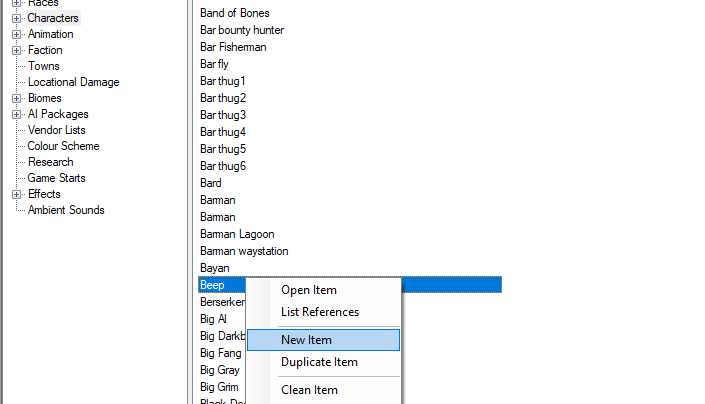 Races
Characters
Animation
Faction
Towns
Locational Damage
Biomes
AI Packages
Vendor Lists
Colour Scheme
Research
Game Starts
Effects
Ambient Sounds
Band of Bones
Bar bounty hunter
Bar Fisherman
Bar fly
Bar thug1
Bar thug2
Bar thug3
Bar thug4
Bar thug5
Bar thug6
Bard
Barman
Barman
Barman Lagoon
Barman waystation
Bayan
Beep
Berserker
Big Al
Big Darkb
Big Fang
Big Gray
Big Grim
Open Item
List References
New Item
Duplicate Item
Clean Item